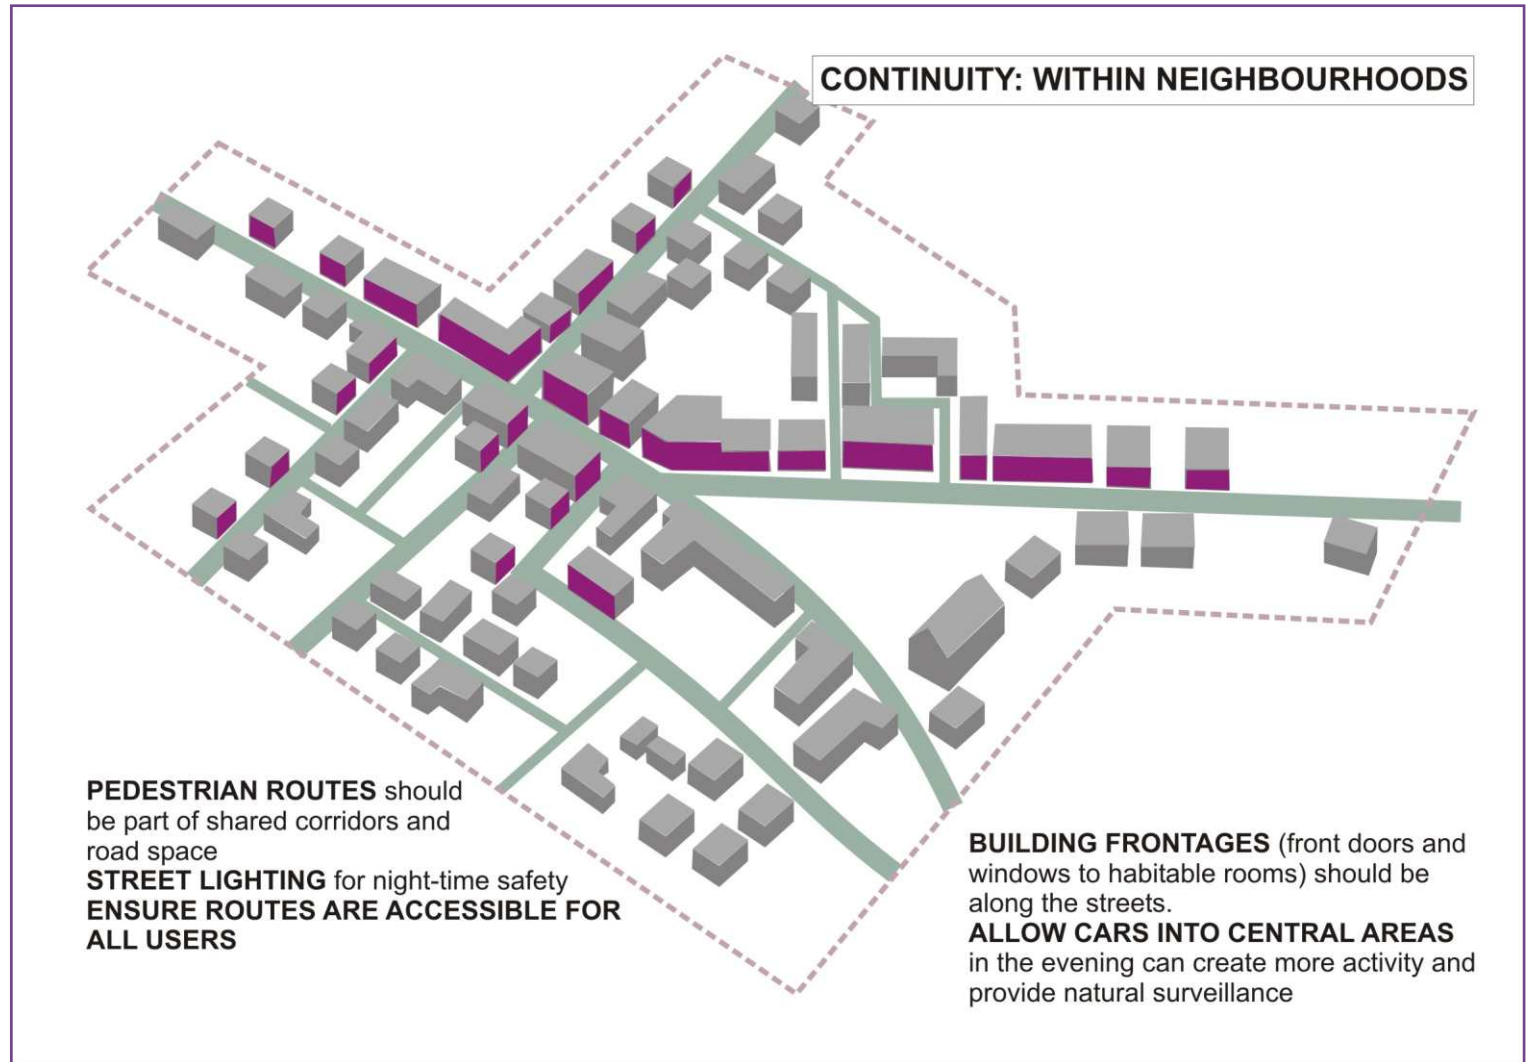 CONTINUITY: WITHIN NEIGHBOURHOODS
PEDESTRIAN ROUTES should
be part of shared corridors and
road space
STREET LIGHTING for night-time safety
ENSURE ROUTES ARE ACCESSIBLE FOR
ALL USERS
BUILDING FRONTAGES (front doors and
windows to habitable rooms) should be
along the streets.
ALLOW CARS INTO CENTRAL AREAS
in the evening can create more activity and
provide natural surveillance